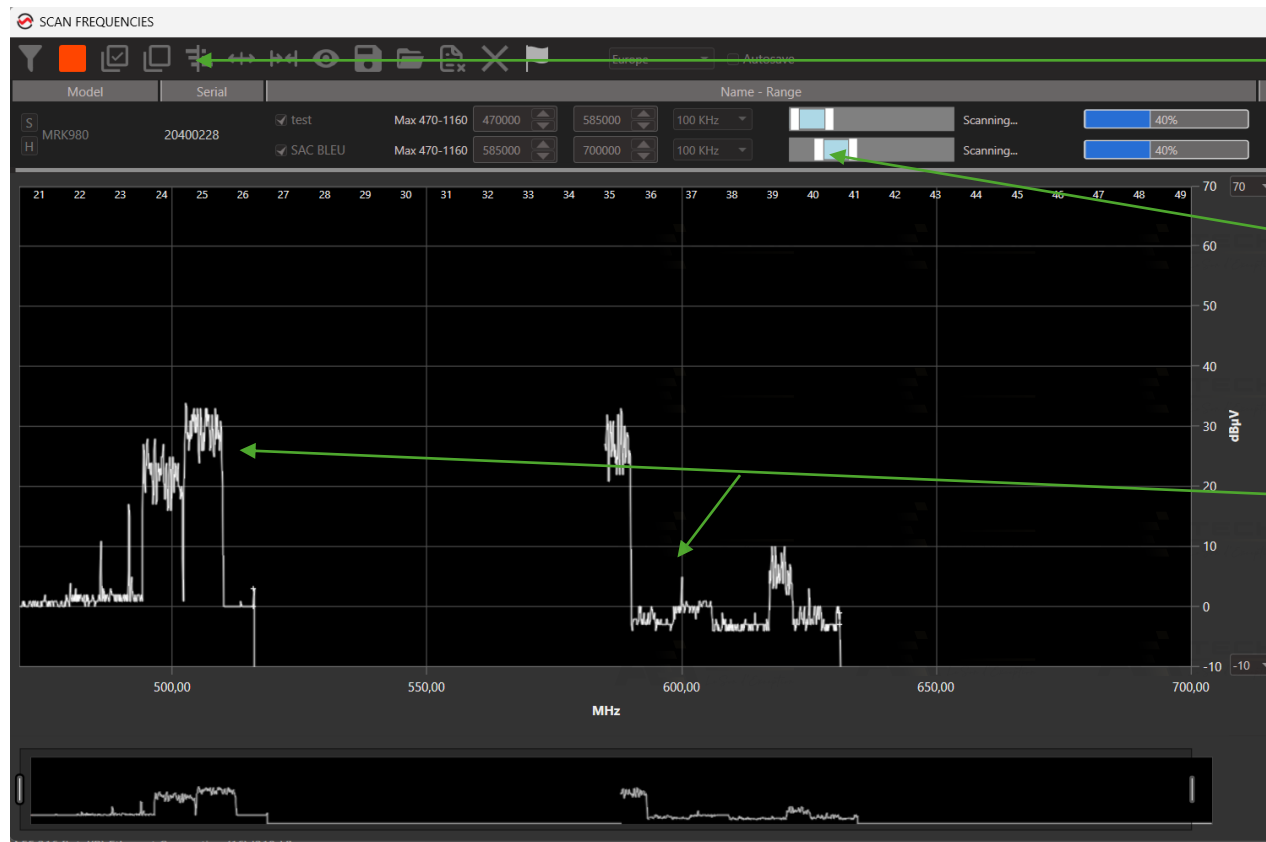 SCAN FREQUENCIES
Europe Autosave
Model Serial Name - Range
S
H
MRK980 20400228
test Max 470-1160 470000 585000 100 KHz Scanning... 40%
SAC BLEU Max 470-1160 585000 700000 100 KHz Scanning... 40%
21 22 23 24 25 26 27 28 29 30 31 32 33 34 35 36 37 38 39 40 41 42 43 44 45 46 47 48 49
70 70
60
50
40
30
dBµV
20
10
0
-10 -10
500,00 550,00 600,00 650,00 700,00
MHz